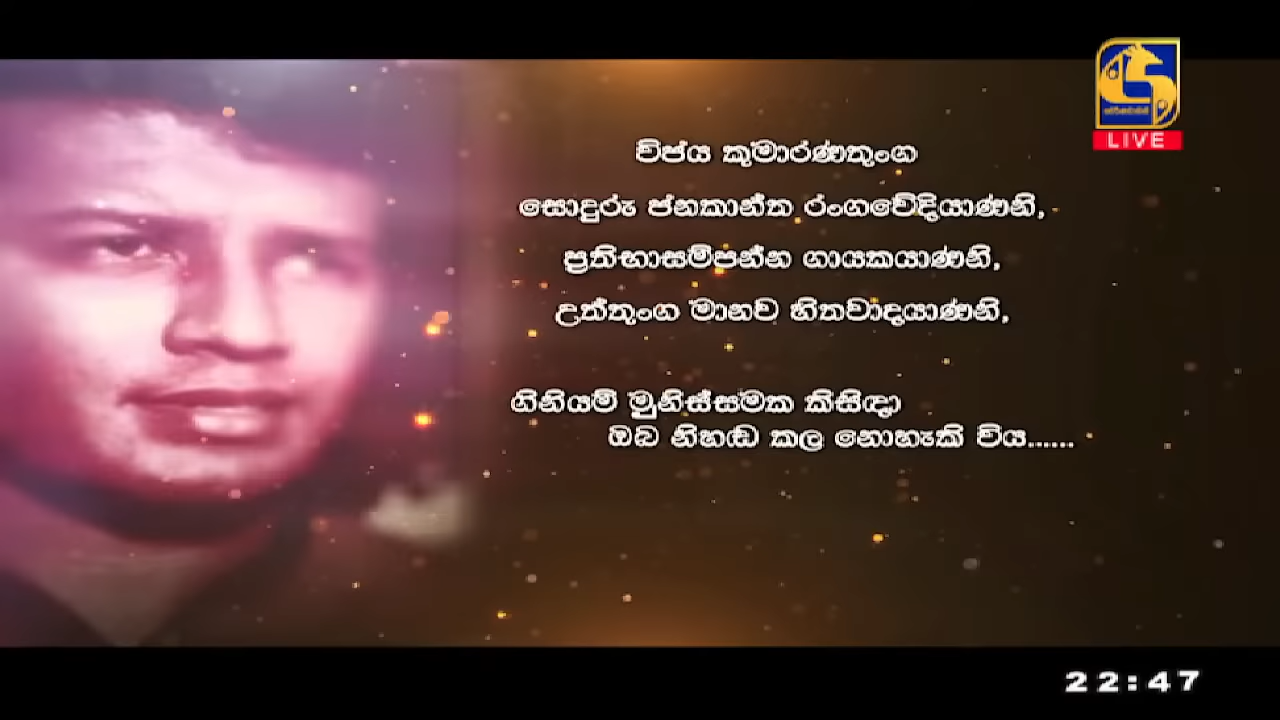 LIVE
විජය කුමාරණතුංග
සොඳුරු ජනකාන්ත රංගවේදියාණනි,
ප්‍රතිභාසම්පන්න ගායකයාණනි,
උත්තුංග මානව හිතවාදයාණනි,
ගිනියම් මුනිස්සමක කිසිඳා
ඔබ නිහඬ කල නොහැකි විය......
22:47